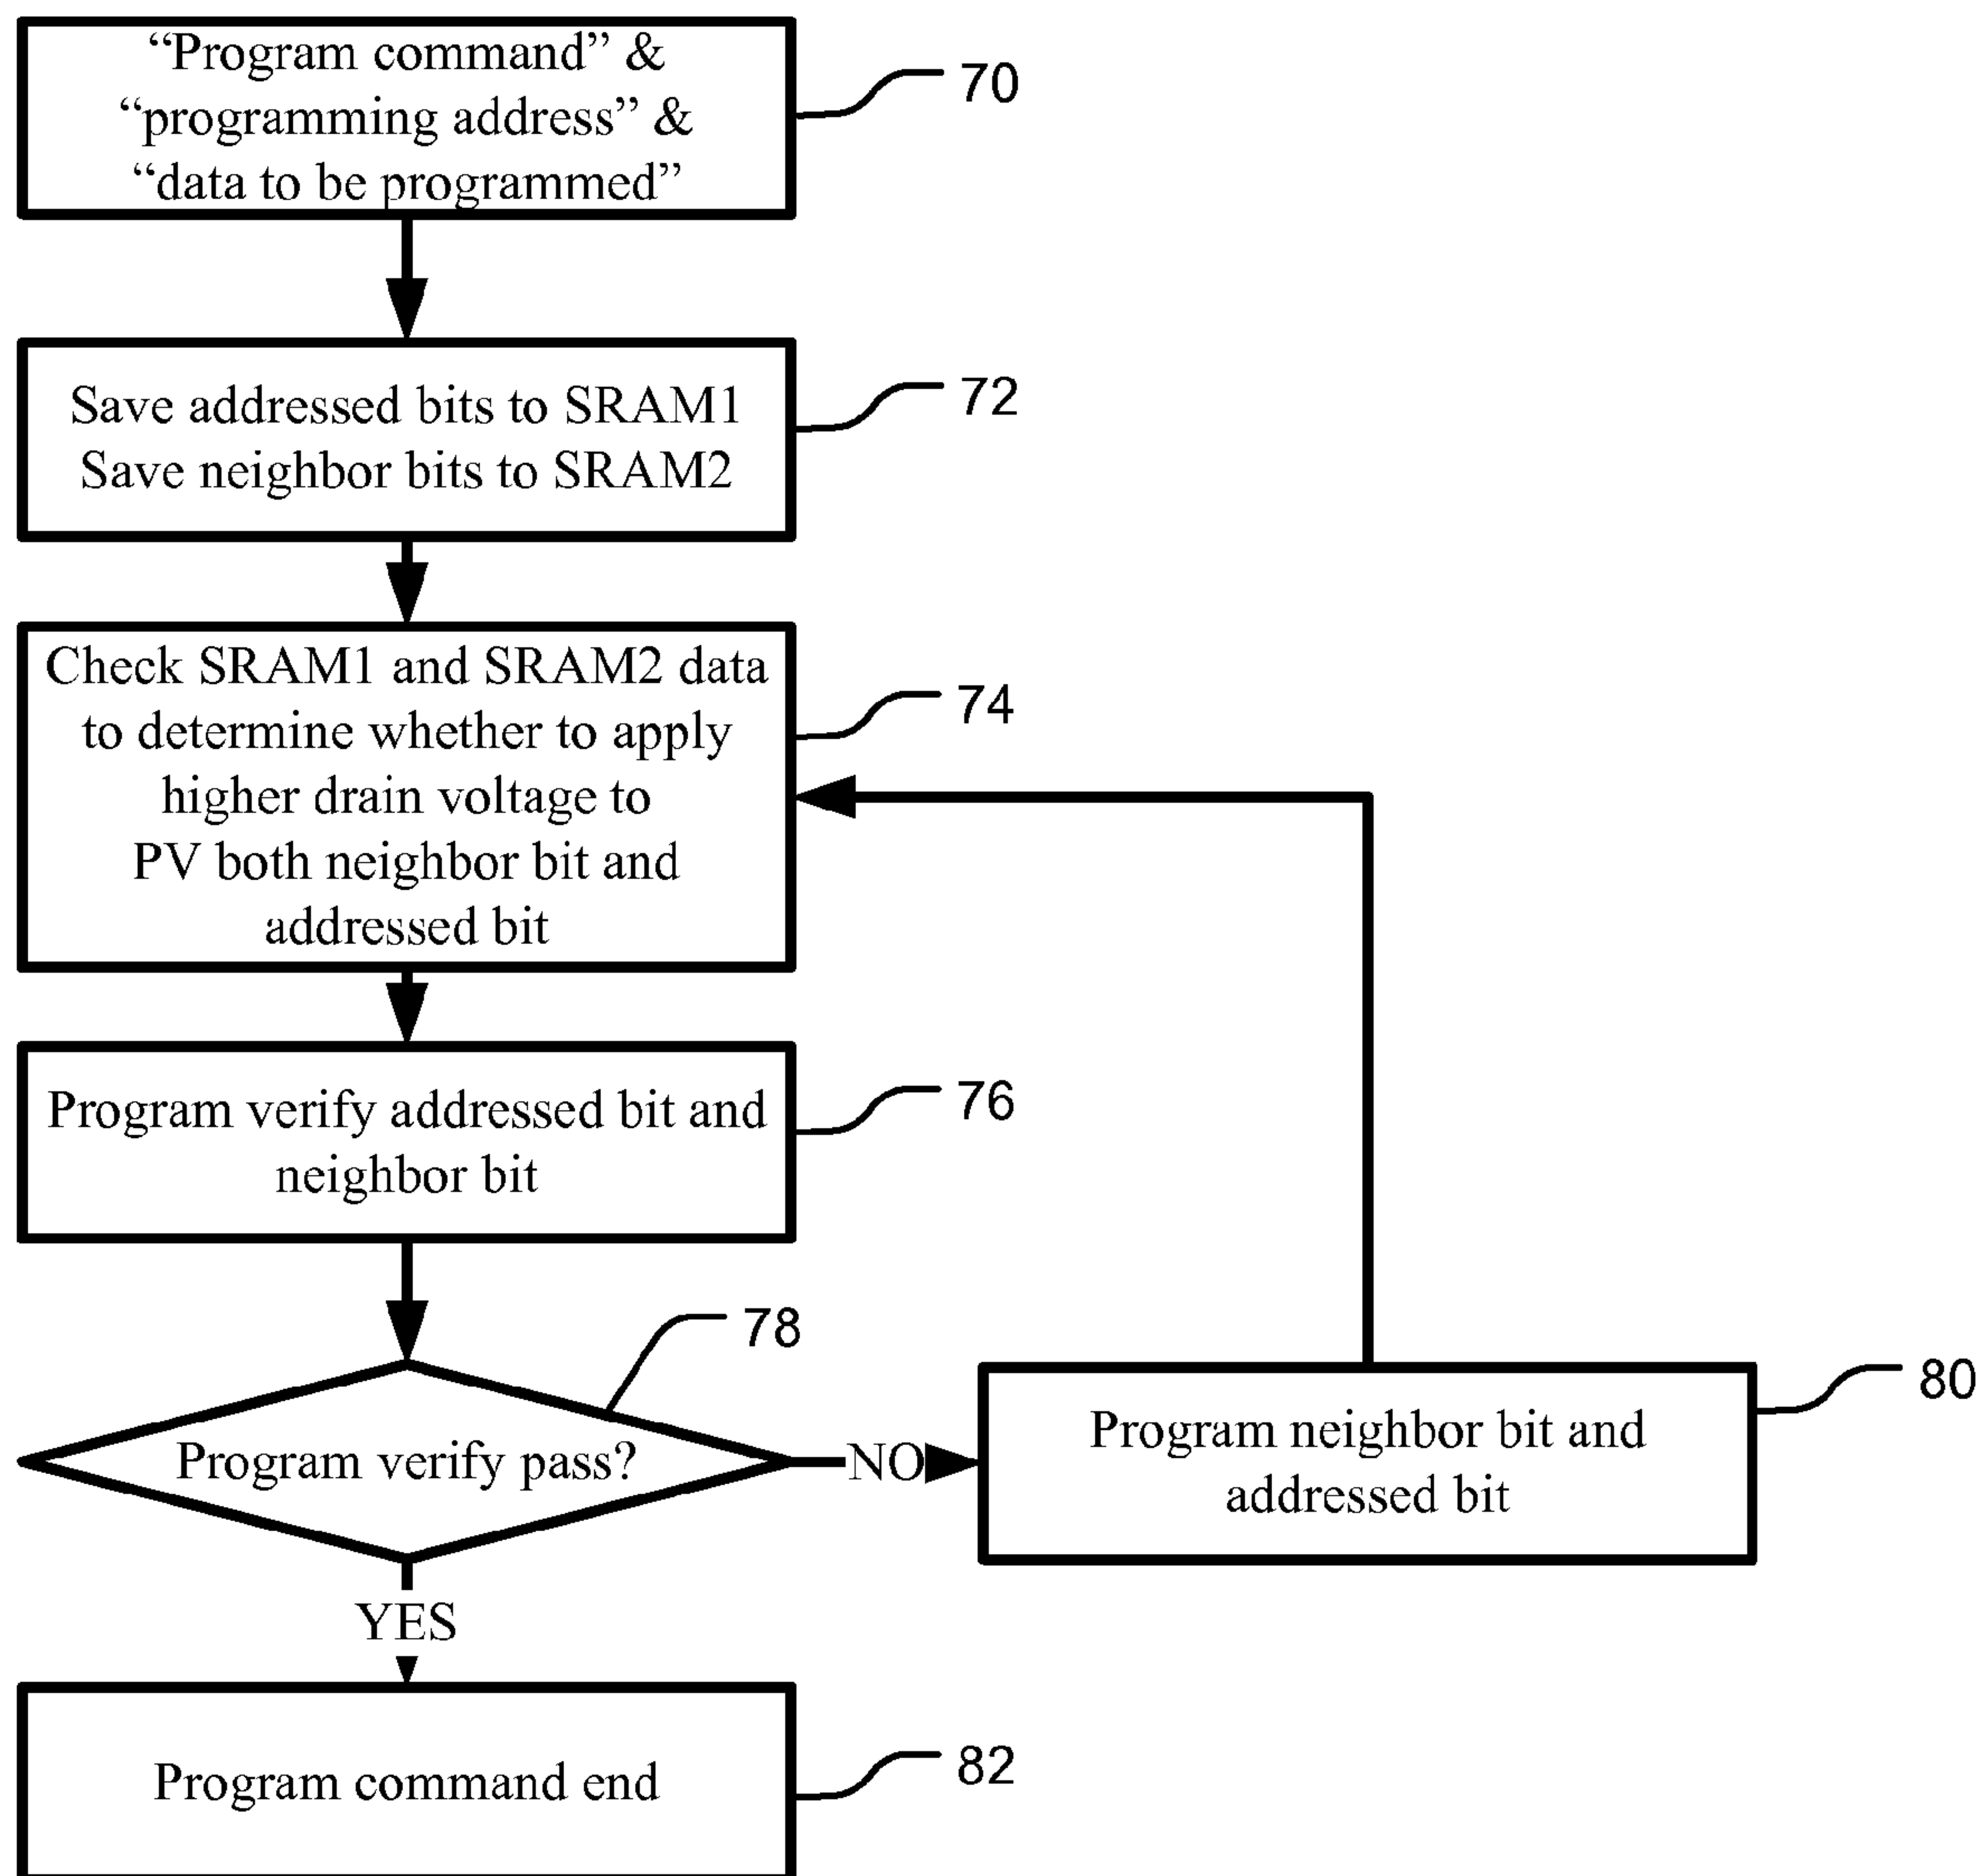 “Program command” &
“programming address” &
“data to be programmed”
70
Save addressed bits to SRAM1
Save neighbor bits to SRAM2
72
Check SRAM1 and SRAM2 data
to determine whether to apply
higher drain voltage to
PV both neighbor bit and
addressed bit
74
Program verify addressed bit and
neighbor bit
76
78
Program verify pass?
NO
Program neighbor bit and
addressed bit
80
YES
Program command end
82